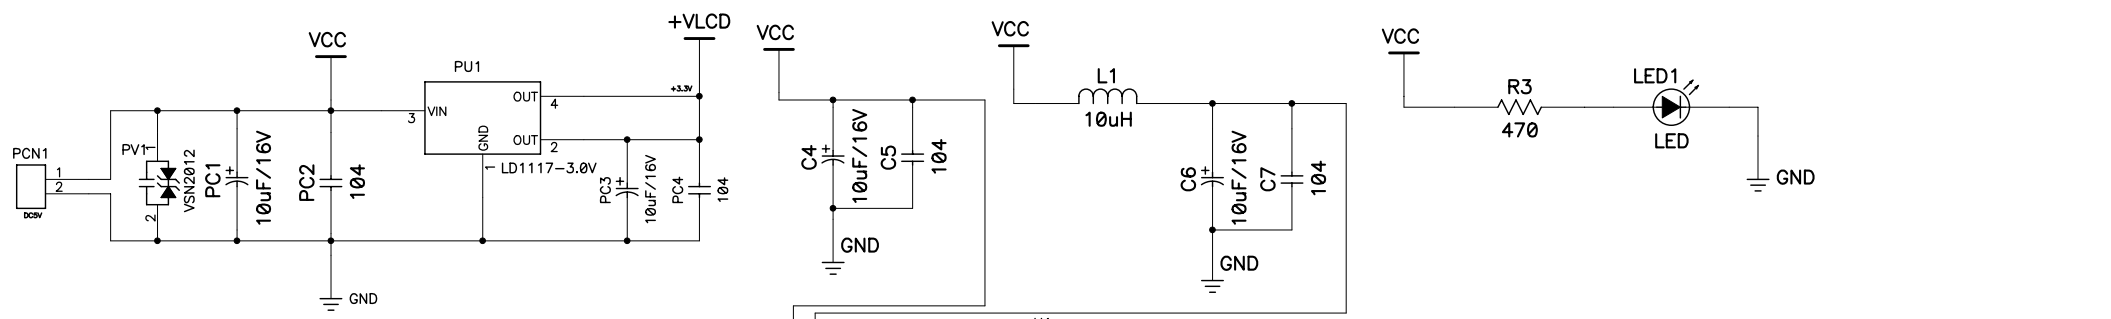 +VLCD
VCC
PU1
+3.3V
OUT
4
VIN
3
GND
OUT
2
1
LD1117-3.0V
PCN1
1
2
DC5V
PV1
1
2
VSN2012
PC1
+
10uF/16V
PC2
104
PC3
+
10uF/16V
PC4
104
GND
VCC
C4
+
10uF/16V
C5
104
GND
VCC
L1
10uH
C6
+
10uF/16V
C7
104
GND
VCC
R3
470
LED1
LED
GND